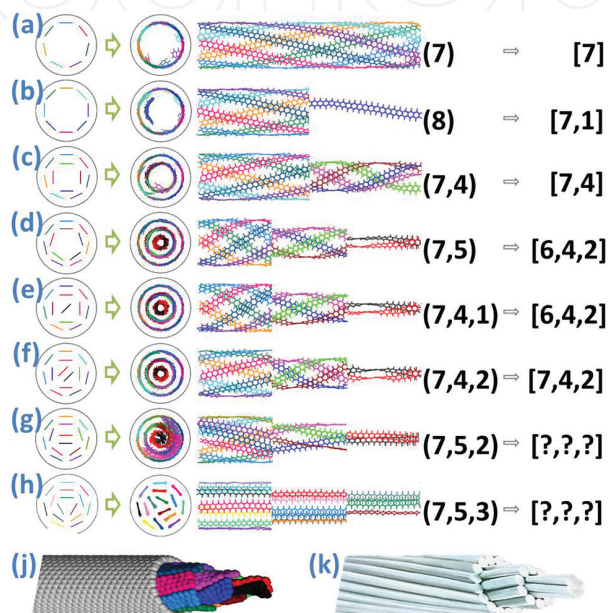 (a) (7) ⇨ [7]
(b) (8) ⇨ [7,1]
(c) (7,4) ⇨ [7,4]
(d) (7,5) ⇨ [6,4,2]
(e) (7,4,1) ⇨ [6,4,2]
(f) (7,4,2) ⇨ [7,4,2]
(g) (7,5,2) ⇨ [?,?,?]
(h) (7,5,3) ⇨ [?,?,?]
(j) (k)